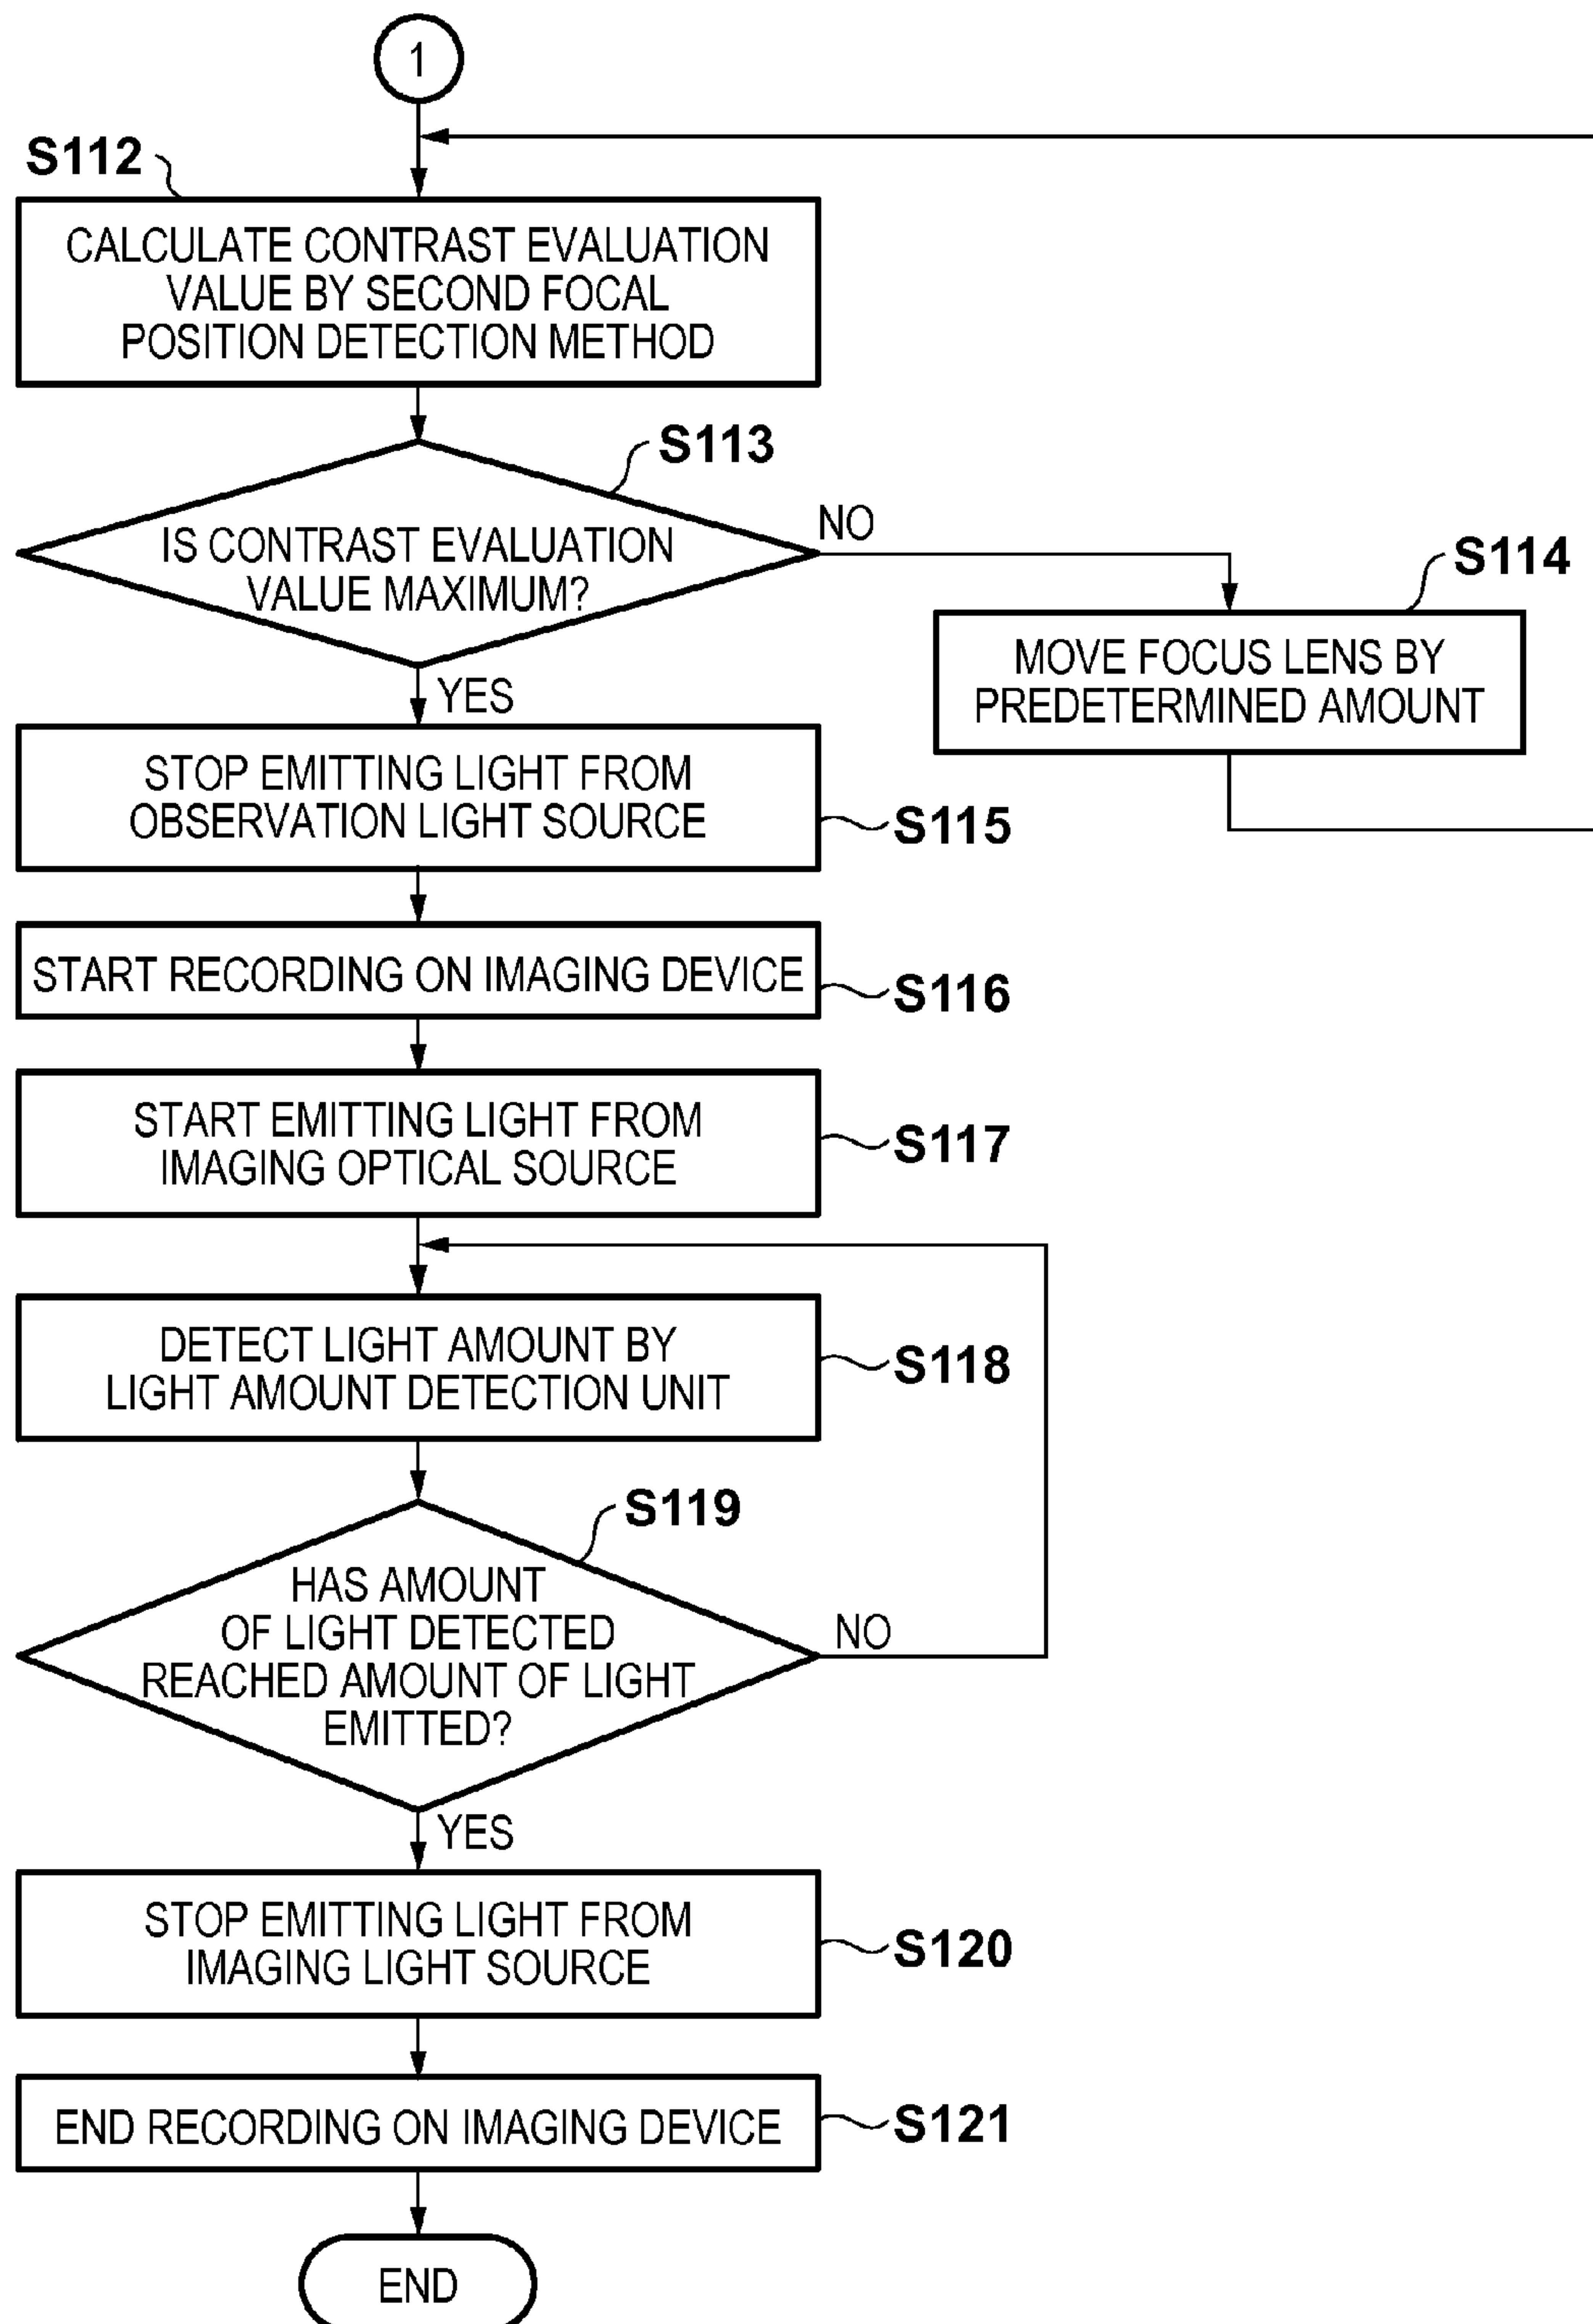 1
S112
CALCULATE CONTRAST EVALUATION
VALUE BY SECOND FOCAL
POSITION DETECTION METHOD
S113
IS CONTRAST EVALUATION
VALUE MAXIMUM?
NO
S114
MOVE FOCUS LENS BY
PREDETERMINED AMOUNT
YES
STOP EMITTING LIGHT FROM
OBSERVATION LIGHT SOURCE
S115
START RECORDING ON IMAGING DEVICE
S116
START EMITTING LIGHT FROM
IMAGING OPTICAL SOURCE
S117
DETECT LIGHT AMOUNT BY
LIGHT AMOUNT DETECTION UNIT
S118
S119
HAS AMOUNT
OF LIGHT DETECTED
REACHED AMOUNT OF LIGHT
EMITTED?
NO
YES
STOP EMITTING LIGHT FROM
IMAGING LIGHT SOURCE
S120
END RECORDING ON IMAGING DEVICE
S121
END